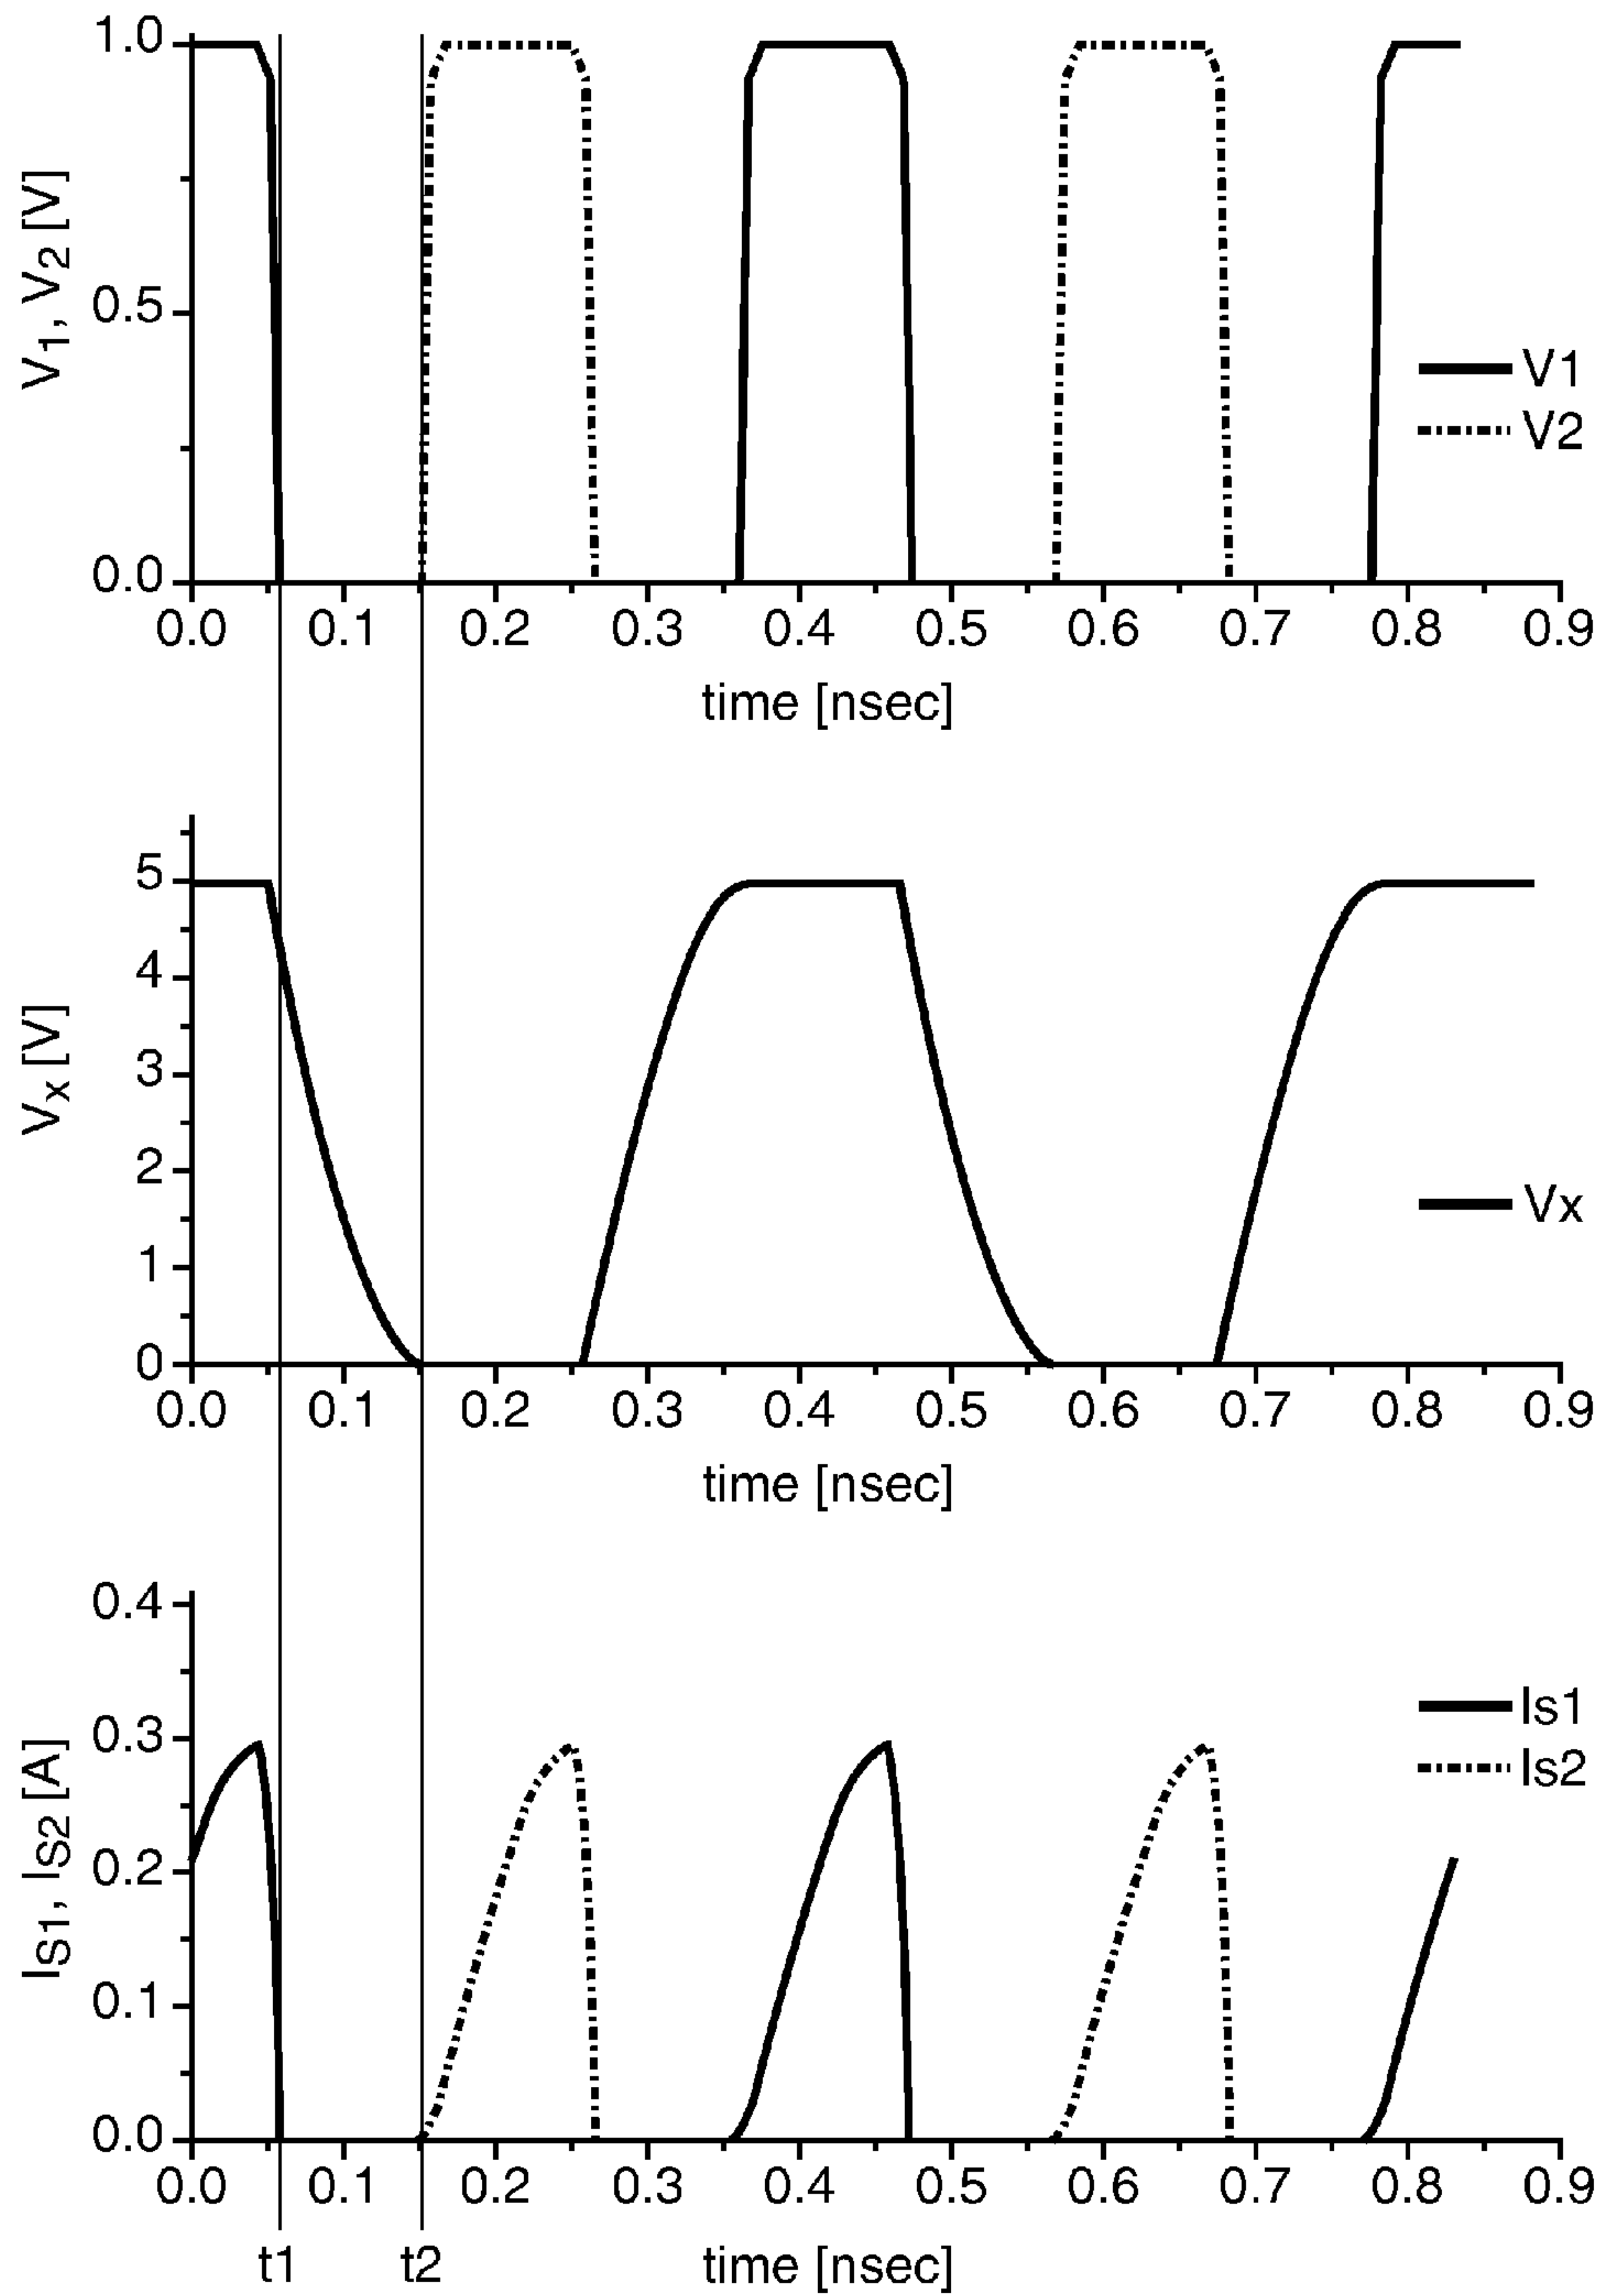 V1, V2 [V]
1.0
0.5
0.0
V1
V2
0.0 0.1 0.2 0.3 0.4 0.5 0.6 0.7 0.8 0.9
time [nsec]
Vx [V]
5
4
3
2
1
0
Vx
0.0 0.1 0.2 0.3 0.4 0.5 0.6 0.7 0.8 0.9
time [nsec]
IS1, IS2 [A]
0.4
0.3
0.2
0.1
0.0
IS1
IS2
0.0 0.1 0.2 0.3 0.4 0.5 0.6 0.7 0.8 0.9
t1 t2 time [nsec]